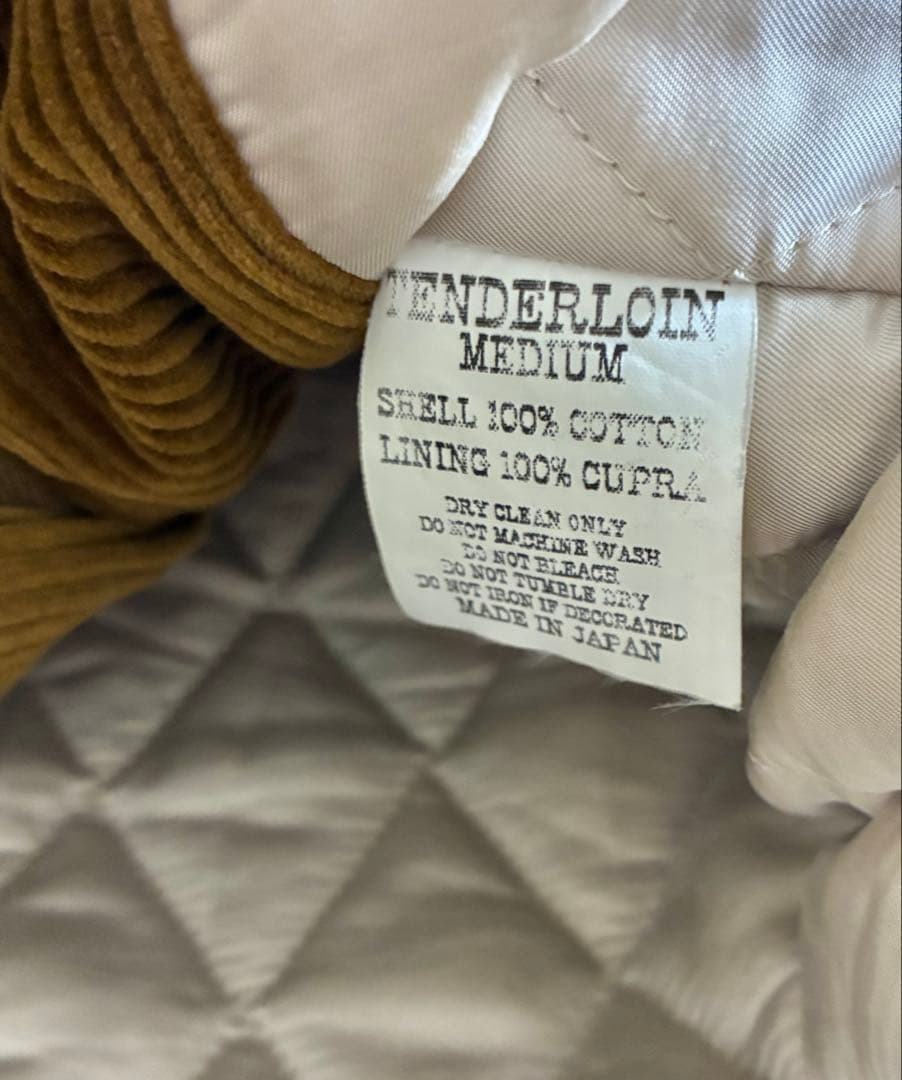 TENDERLOIN
MEDIUM
SHELL 100% COTTON
LINING 100% CUPRA
DRY CLEAN ONLY
DO NOT MACHINE WASH
DO NOT BLEACH
DO NOT TUMBLE DRY
DO NOT IRON IF DECORATED
MADE IN JAPAN